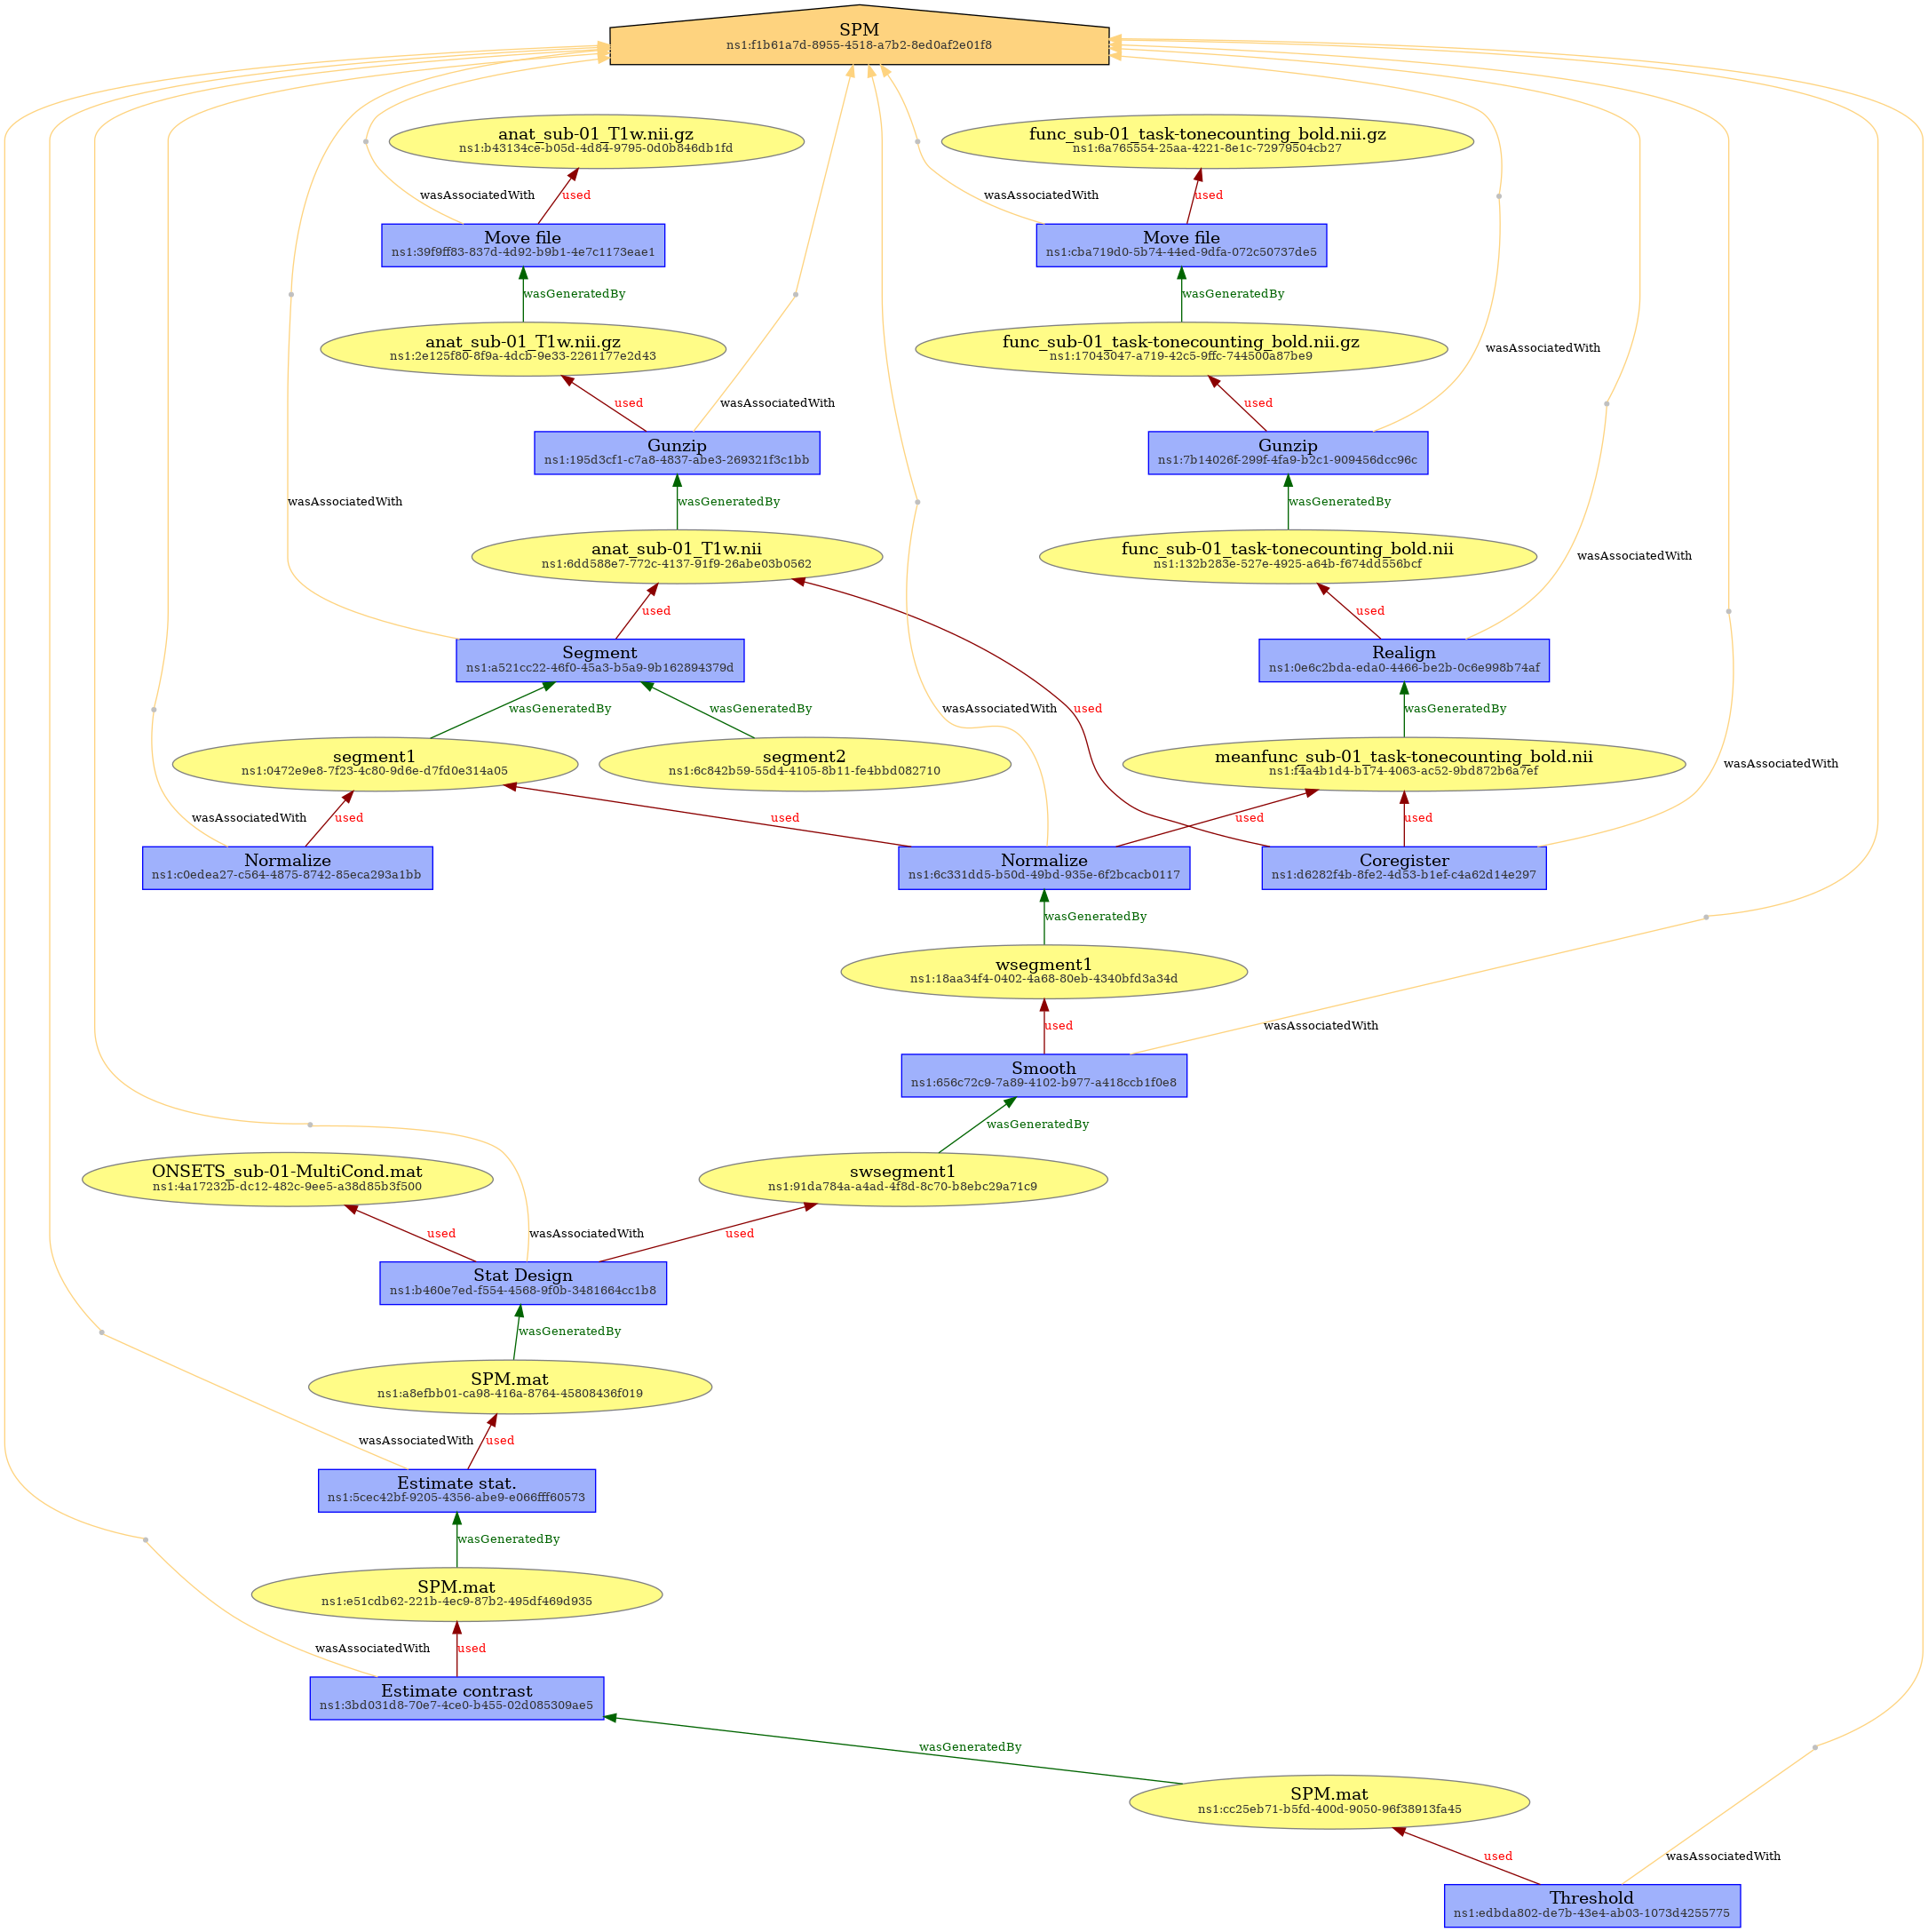 SPM
ns1:f1b61a7d-8955-4518-a7b2-8ed0af2e01f8
anat_sub-01_T1w.nii.gz
ns1:b43134ce-b05d-4d84-9795-0d0b846db1fd
func_sub-01_task-tonecounting_bold.nii.gz
ns1:6a765554-25aa-4221-8e1c-72979504cb27
wasAssociatedWith
used
wasAssociatedWith
used
Move file
ns1:39f9ff83-837d-4d92-b9b1-4e7c1173eae1
Move file
ns1:cba719d0-5b74-44ed-9dfa-072c50737de5
wasGeneratedBy
wasGeneratedBy
anat_sub-01_T1w.nii.gz
ns1:2e125f80-8f9a-4dcb-9e33-2261177e2d43
func_sub-01_task-tonecounting_bold.nii.gz
ns1:17043047-a719-42c5-9ffc-744500a87be9
wasAssociatedWith
used
wasAssociatedWith
used
Gunzip
ns1:195d3cf1-c7a8-4837-abe3-269321f3c1bb
Gunzip
ns1:7b14026f-299f-4fa9-b2c1-909456dcc96c
wasAssociatedWith
wasGeneratedBy
wasGeneratedBy
anat_sub-01_T1w.nii
ns1:6dd588e7-772c-4137-91f9-26abe03b0562
func_sub-01_task-tonecounting_bold.nii
ns1:132b283e-527e-4925-a64b-f674dd556bcf
wasAssociatedWith
used
used
Segment
ns1:a521cc22-46f0-45a3-b5a9-9b162894379d
Realign
ns1:0e6c2bda-eda0-4466-be2b-0c6e998b74af
wasGeneratedBy
wasGeneratedBy
wasAssociatedWith
used
wasGeneratedBy
segment1
ns1:0472e9e8-7f23-4c80-9d6e-d7fd0e314a05
segment2
ns1:6c842b59-55d4-4105-8b11-fe4bbd082710
meanfunc_sub-01_task-tonecounting_bold.nii
ns1:f4a4b1d4-b174-4063-ac52-9bd872b6a7ef
wasAssociatedWith
wasAssociatedWith
used
used
used
used
Normalize
ns1:c0edea27-c564-4875-8742-85eca293a1bb
Normalize
ns1:6c331dd5-b50d-49bd-935e-6f2bcacb0117
Coregister
ns1:d6282f4b-8fe2-4d53-b1ef-c4a62d14e297
wasGeneratedBy
wsegment1
ns1:18aa34f4-0402-4a68-80eb-4340bfd3a34d
used
wasAssociatedWith
Smooth
ns1:656c72c9-7a89-4102-b977-a418ccb1f0e8
wasGeneratedBy
ONSETS_sub-01-MultiCond.mat
ns1:4a17232b-dc12-482c-9ee5-a38d85b3f500
swsegment1
ns1:91da784a-a4ad-4f8d-8c70-b8ebc29a71c9
used
wasAssociatedWith
used
Stat Design
ns1:b460e7ed-f554-4568-9f0b-3481664cc1b8
wasGeneratedBy
SPM.mat
ns1:a8efbb01-ca98-416a-8764-45808436f019
wasAssociatedWith
used
Estimate stat.
ns1:5cec42bf-9205-4356-abe9-e066fff60573
wasGeneratedBy
SPM.mat
ns1:e51cdb62-221b-4ec9-87b2-495df469d935
wasAssociatedWith
used
Estimate contrast
ns1:3bd031d8-70e7-4ce0-b455-02d085309ae5
wasGeneratedBy
SPM.mat
ns1:cc25eb71-b5fd-400d-9050-96f38913fa45
used
wasAssociatedWith
Threshold
ns1:edbda802-de7b-43e4-ab03-1073d4255775